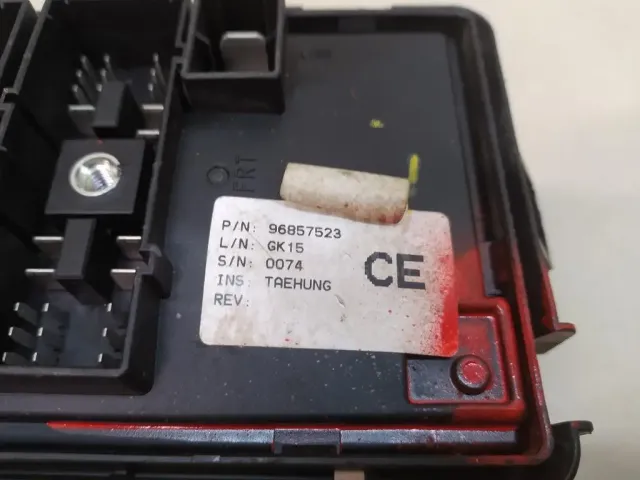 FRT
P/N: 96857523
L/N: GK15
S/N: 0074
INS: TAEHUNG
REV:
CE